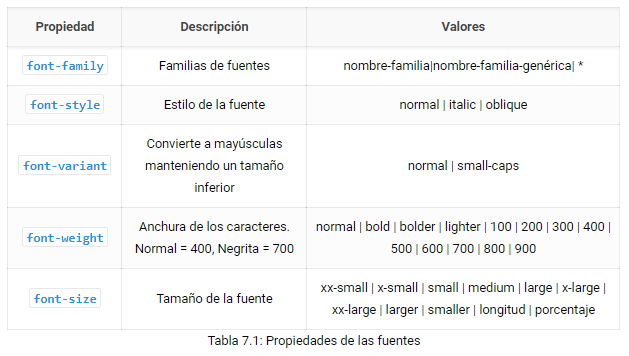 Propiedad Descripción Valores
font-family Familias de fuentes nombre-familia|nombre-familia-genérica| *
font-style Estilo de la fuente normal | italic | oblique
Convierte a mayúsculas
font-variant manteniendo un tamaño normal | small-caps
inferior
Anchura de los caracteres. normal | bold | bolder | lighter | 100 | 200 | 300 | 400 |
font-weight
Normal = 400, Negrita = 700 500 | 600 | 700 | 800 | 900
xx-small | x-small | small | medium | large | x-large |
font-size Tamaño de la fuente
xx-large | larger | smaller | longitud | porcentaje
Tabla 7.1: Propiedades de las fuentes